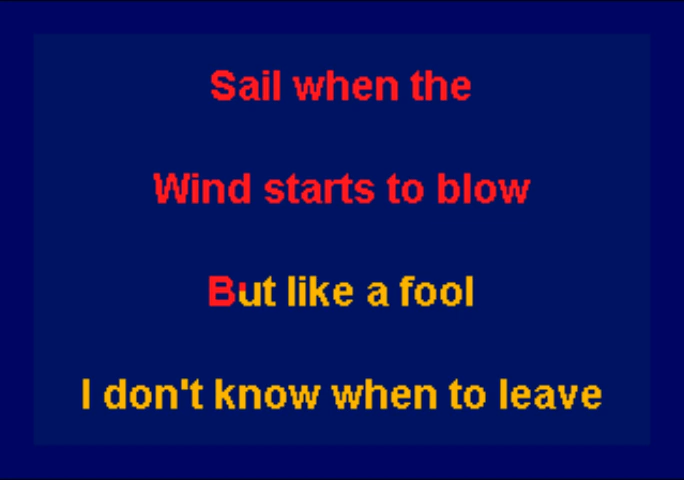 Sail when the
Wind starts to blow
But like a fool
I don't know when to leave